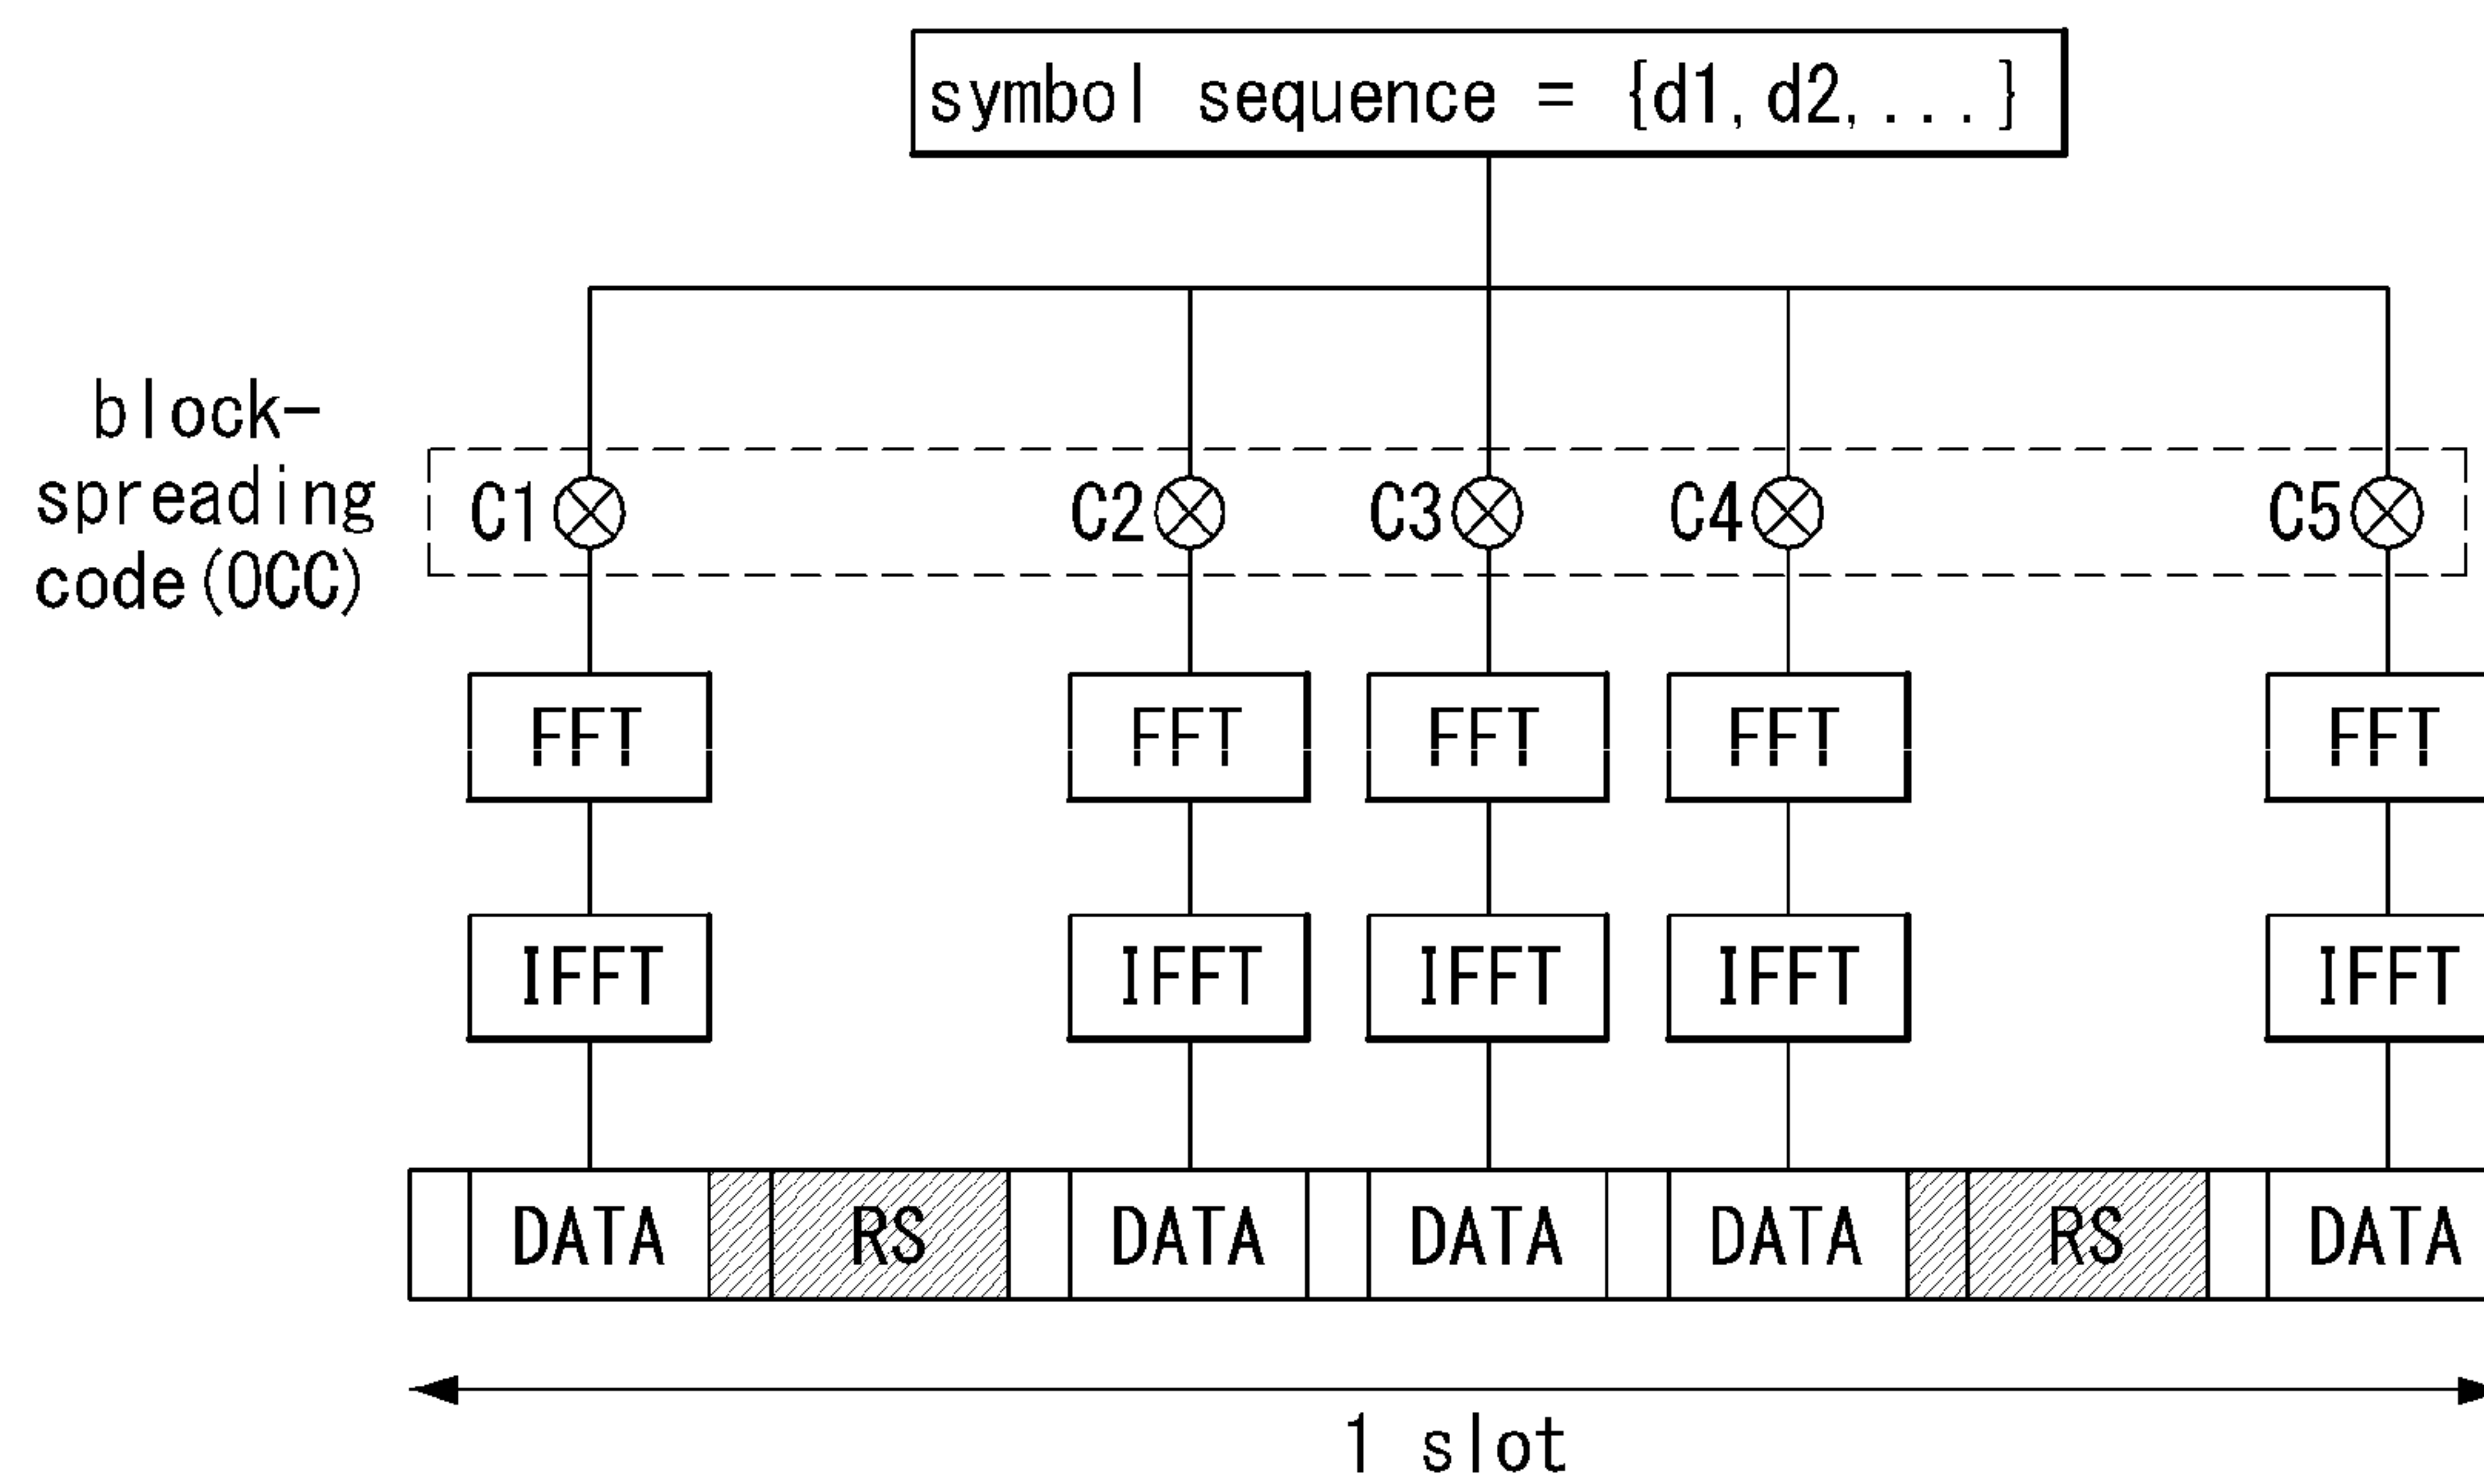 symbol sequence = {d1,d2,...}
block-
spreading
code(OCC)
C1 C2 C3 C4 C5
FFT FFT FFT FFT FFT
IFFT IFFT IFFT IFFT IFFT
DATA RS DATA DATA DATA RS DATA
1 slot